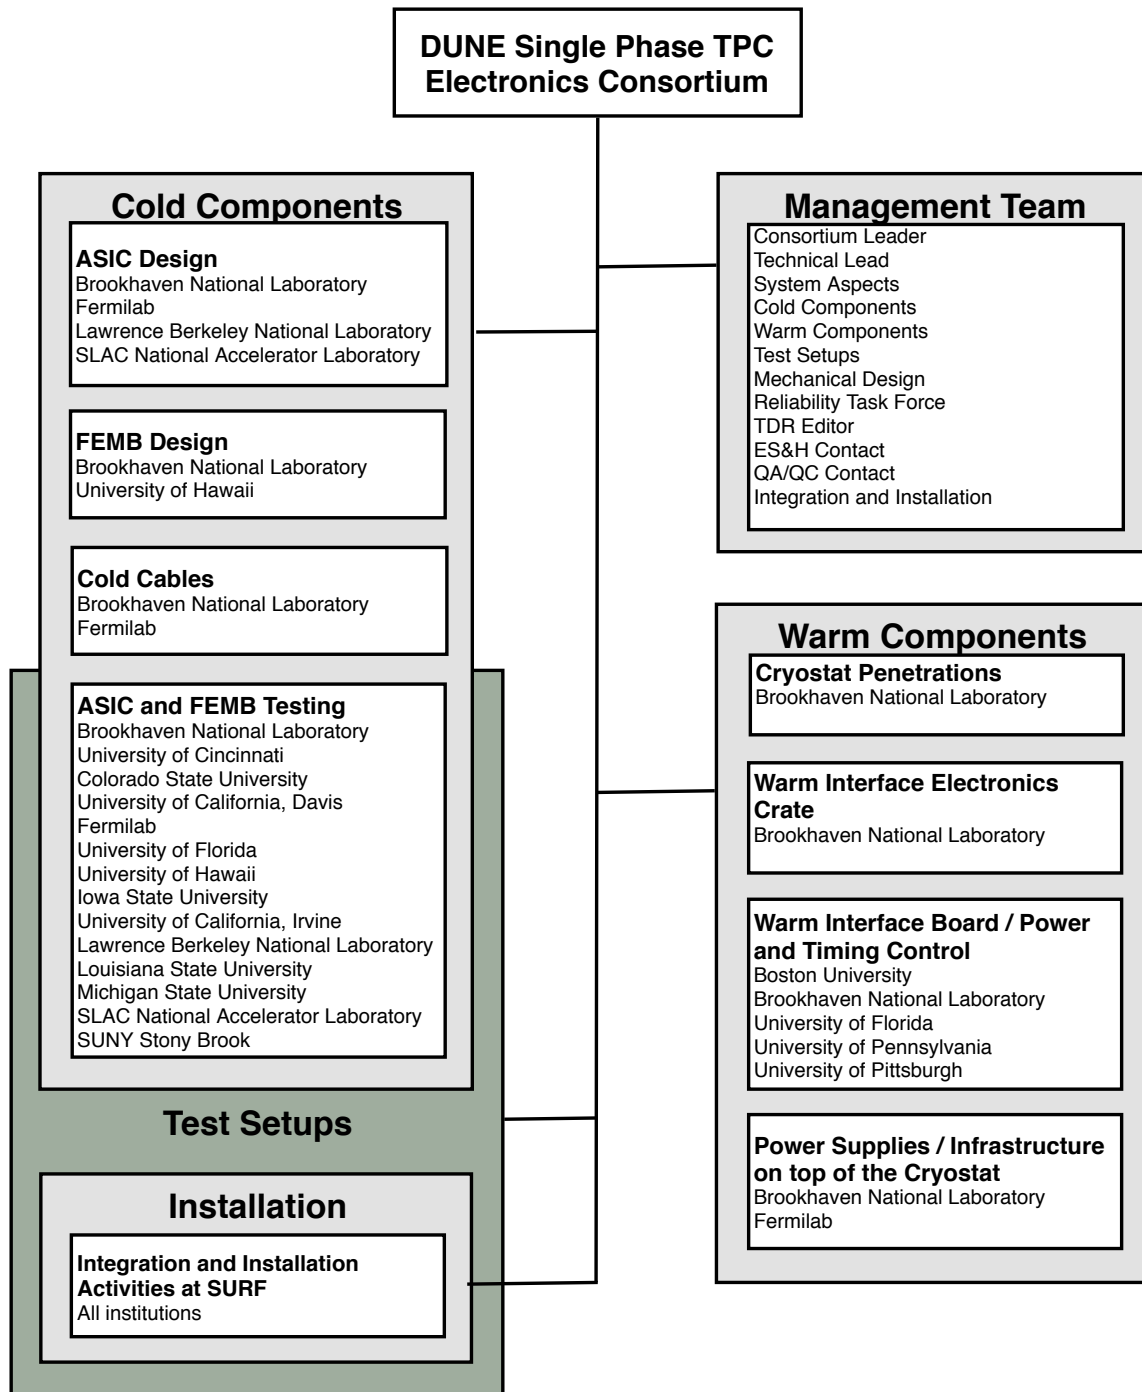 DUNE Single Phase TPC
Electronics Consortium
Cold Components
ASIC Design
Brookhaven National Laboratory
Fermilab
Lawrence Berkeley National Laboratory
SLAC National Accelerator Laboratory
FEMB Design
Brookhaven National Laboratory
University of Hawaii
Cold Cables
Brookhaven National Laboratory
Fermilab
ASIC and FEMB Testing
Brookhaven National Laboratory
University of Cincinnati
Colorado State University
University of California, Davis
Fermilab
University of Florida
University of Hawaii
Iowa State University
University of California, Irvine
Lawrence Berkeley National Laboratory
Louisiana State University
Michigan State University
SLAC National Accelerator Laboratory
SUNY Stony Brook
Test Setups
Installation
Integration and Installation
Activities at SURF
All institutions
Management Team
Consortium Leader
Technical Lead
System Aspects
Cold Components
Warm Components
Test Setups
Mechanical Design
Reliability Task Force
TDR Editor
ES&H Contact
QA/QC Contact
Integration and Installation
Warm Components
Cryostat Penetrations
Brookhaven National Laboratory
Warm Interface Electronics
Crate
Brookhaven National Laboratory
Warm Interface Board / Power
and Timing Control
Boston University
Brookhaven National Laboratory
University of Florida
University of Pennsylvania
University of Pittsburgh
Power Supplies / Infrastructure
on top of the Cryostat
Brookhaven National Laboratory
Fermilab